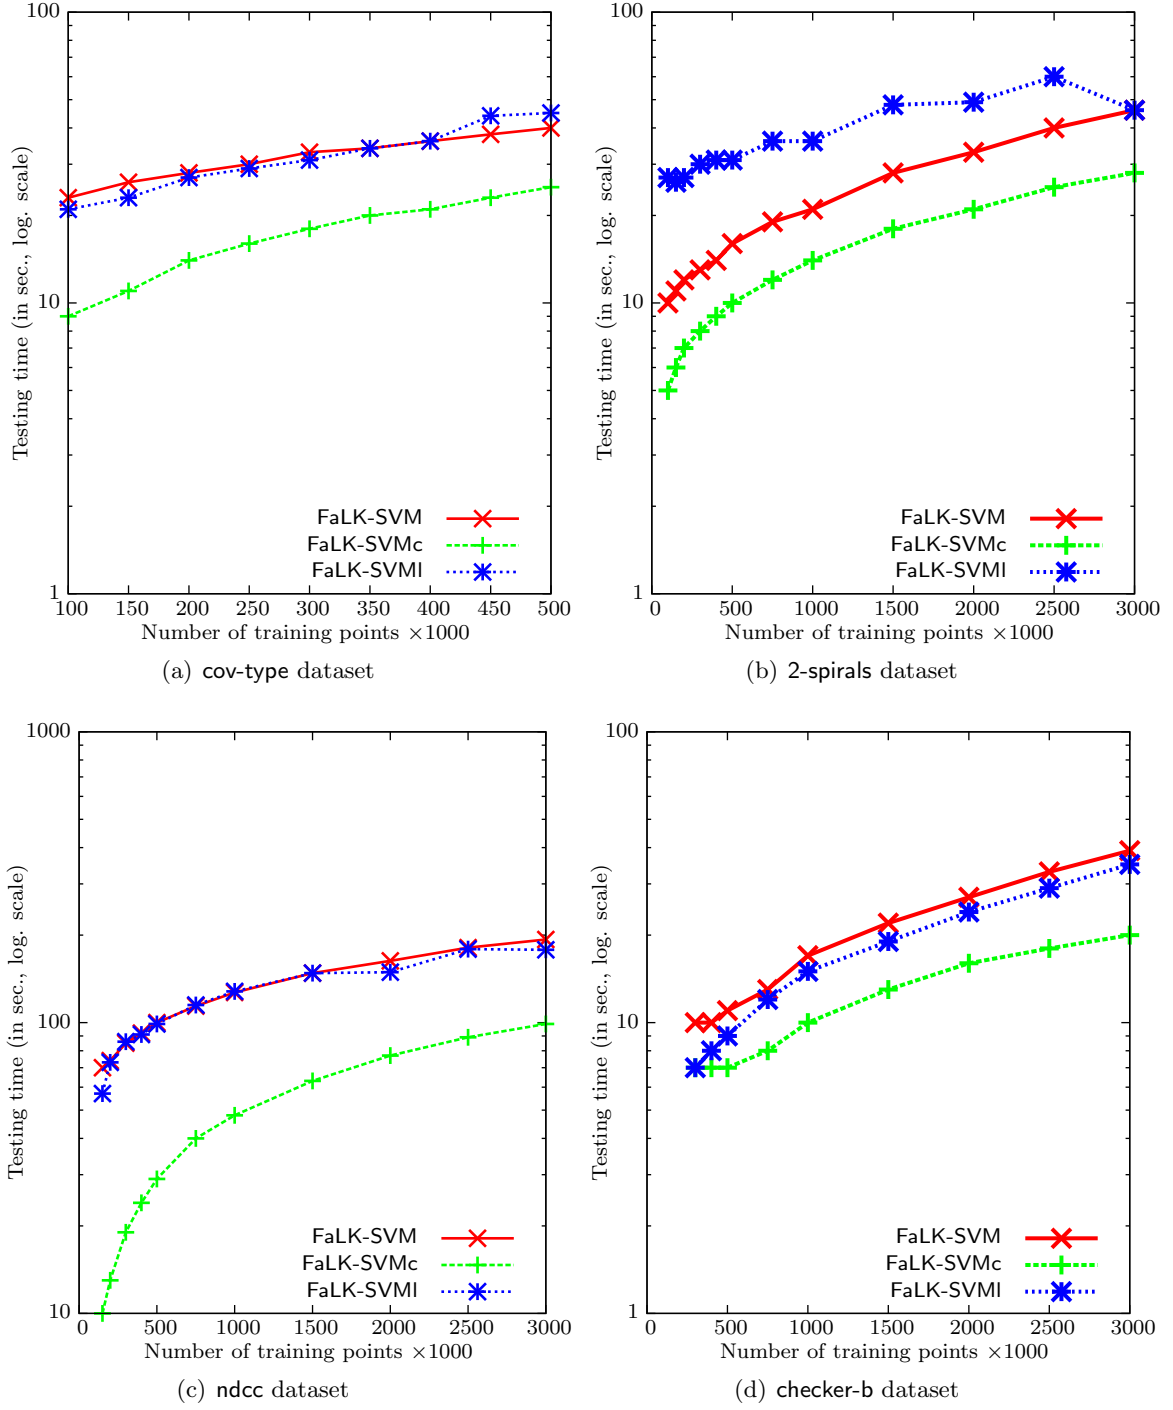 100
10
1
Testing time (in sec., log. scale)
FaLK-SVM
FaLK-SVMc
FaLK-SVMl
100 150 200 250 300 350 400 450 500
Number of training points ×1000
(a) cov-type dataset
100
10
1
Testing time (in sec., log. scale)
FaLK-SVM
FaLK-SVMc
FaLK-SVMl
0 500 1000 1500 2000 2500 3000
Number of training points ×1000
(b) 2-spirals dataset
1000
100
10
Testing time (in sec., log. scale)
FaLK-SVM
FaLK-SVMc
FaLK-SVMl
0 500 1000 1500 2000 2500 3000
Number of training points ×1000
(c) ndcc dataset
100
10
1
Testing time (in sec., log. scale)
FaLK-SVM
FaLK-SVMc
FaLK-SVMl
0 500 1000 1500 2000 2500 3000
Number of training points ×1000
(d) checker-b dataset